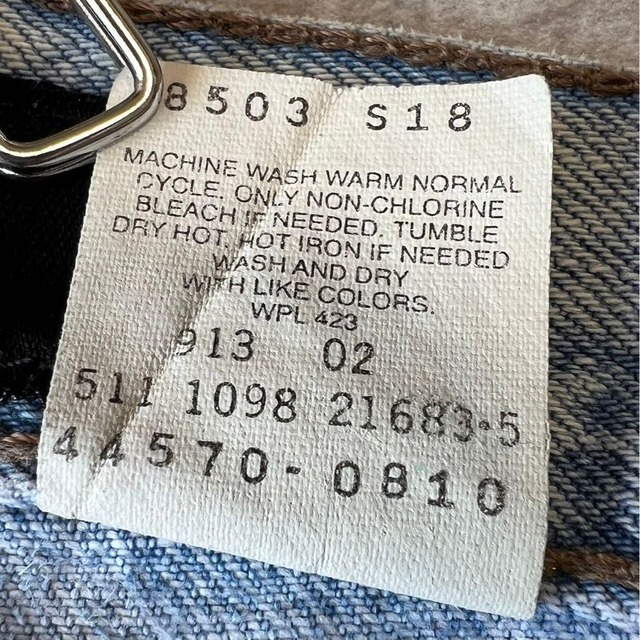 8503 S18
MACHINE WASH WARM NORMAL
CYCLE. ONLY NON-CHLORINE
BLEACH IF NEEDED. TUMBLE
DRY HOT. HOT IRON IF NEEDED
WASH AND DRY
WITH LIKE COLORS.
WPL 423
913 02
511 1098 21683-5
44570-0810